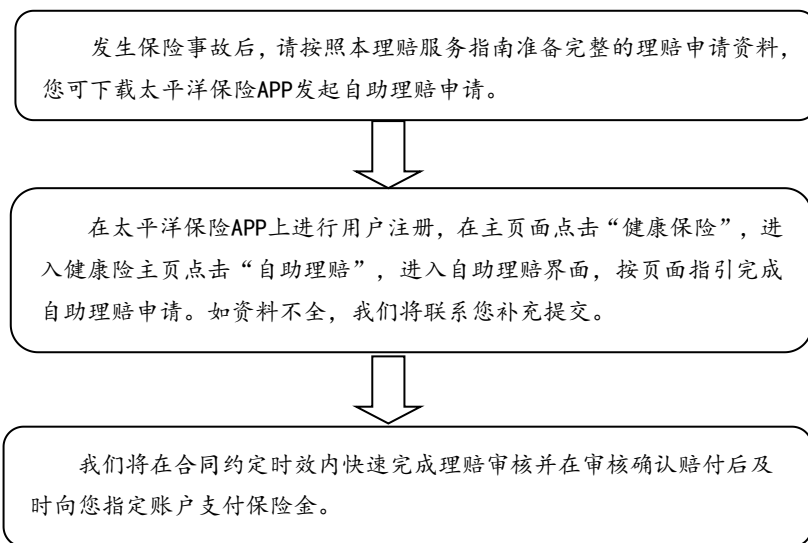 发生保险事故后，请按照本理赔服务指南准备完整的理赔申请资料，
您可下载太平洋保险APP发起自助理赔申请。
在太平洋保险APP上进行用户注册，在主页面点击“健康保险”，进
入健康险主页点击“自助理赔”，进入自助理赔界面，按页面指引完成
自助理赔申请。如资料不全，我们将联系您补充提交。
我们将在合同约定时效内快速完成理赔审核并在审核确认赔付后及
时向您指定账户支付保险金。